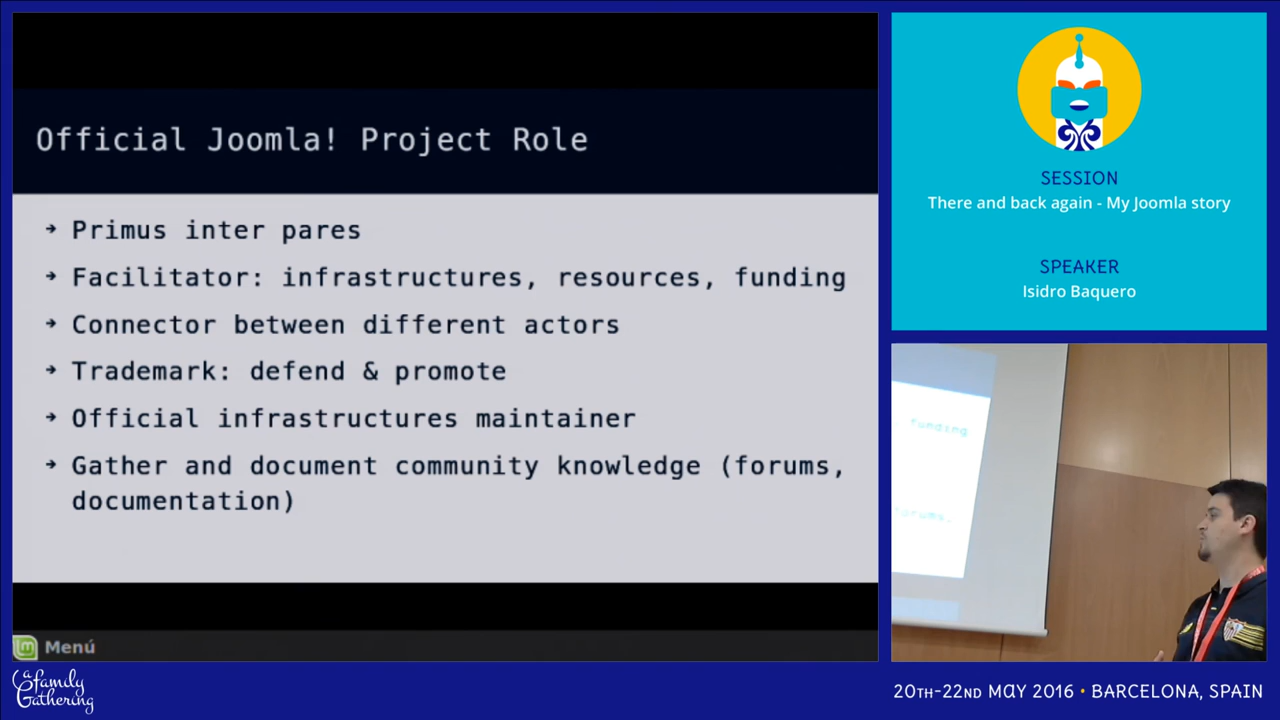 Official Joomla! Project Role
→ Primus inter pares
→ Facilitator: infrastructures, resources, funding
→ Connector between different actors
→ Trademark: defend & promote
→ Official infrastructures maintainer
→ Gather and document community knowledge (forums,
documentation)
Menú
SESSION
There and back again - My Joomla story
SPEAKER
Isidro Baquero
funding
forums,
a family
Gathering
20TH-22ND MAY 2016 • BARCELONA, SPAIN